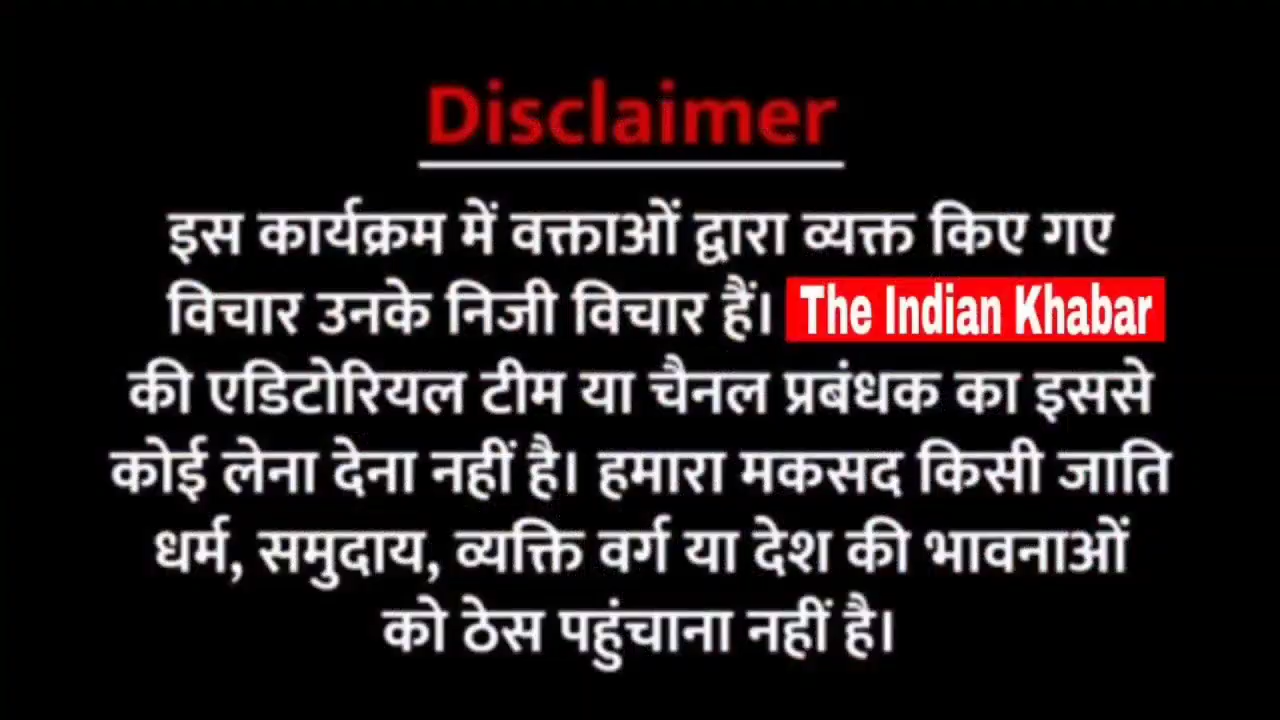 Disclaimer
इस कार्यक्रम में वक्ताओं द्वारा व्यक्त किए गए
विचार उनके निजी विचार हैं। The Indian Khabar
की एडिटोरियल टीम या चैनल प्रबंधक का इससे
कोई लेना देना नहीं है। हमारा मकसद किसी जाति
धर्म, समुदाय, व्यक्ति वर्ग या देश की भावनाओं
को ठेस पहुंचाना नहीं है।